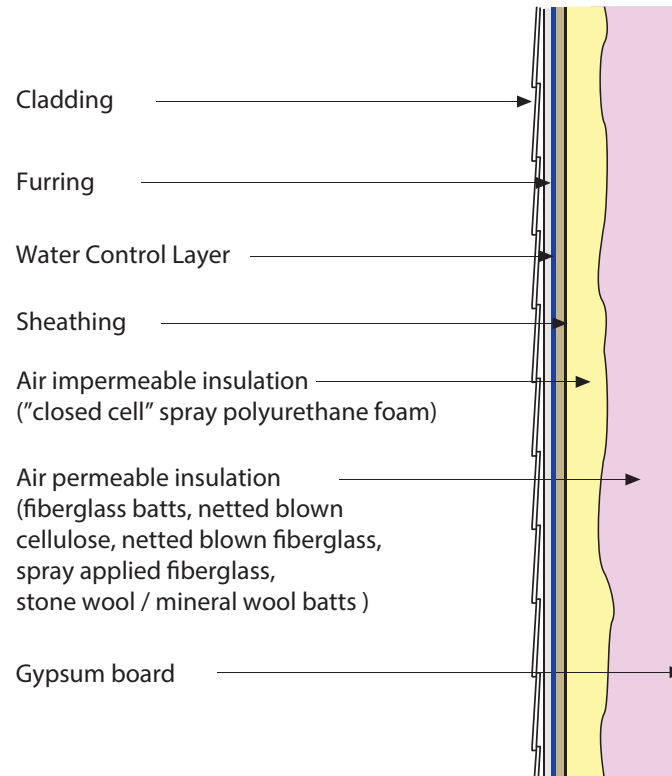 Cladding
Furring
Water Control Layer
Sheathing
Air impermeable insulation
(”closed cell” spray polyurethane foam)
Air permeable insulation
(fiberglass batts, netted blown
cellulose, netted blown fiberglass,
spray applied fiberglass,
stone wool / mineral wool batts )
Gypsum board